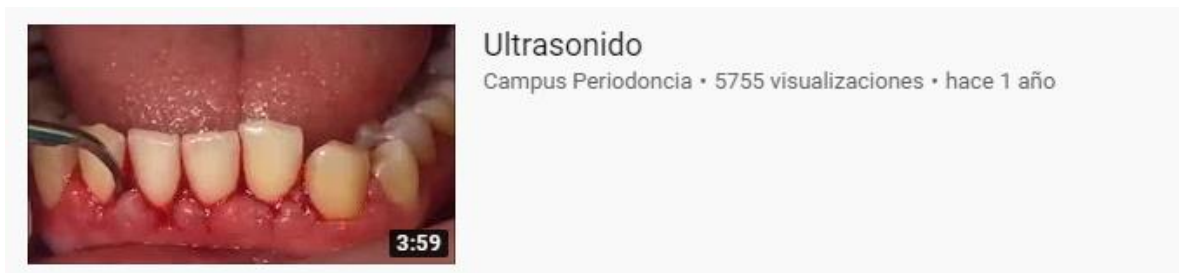 Ultrasonido
Campus Periodoncia • 5755 visualizaciones • hace 1 año
3:59